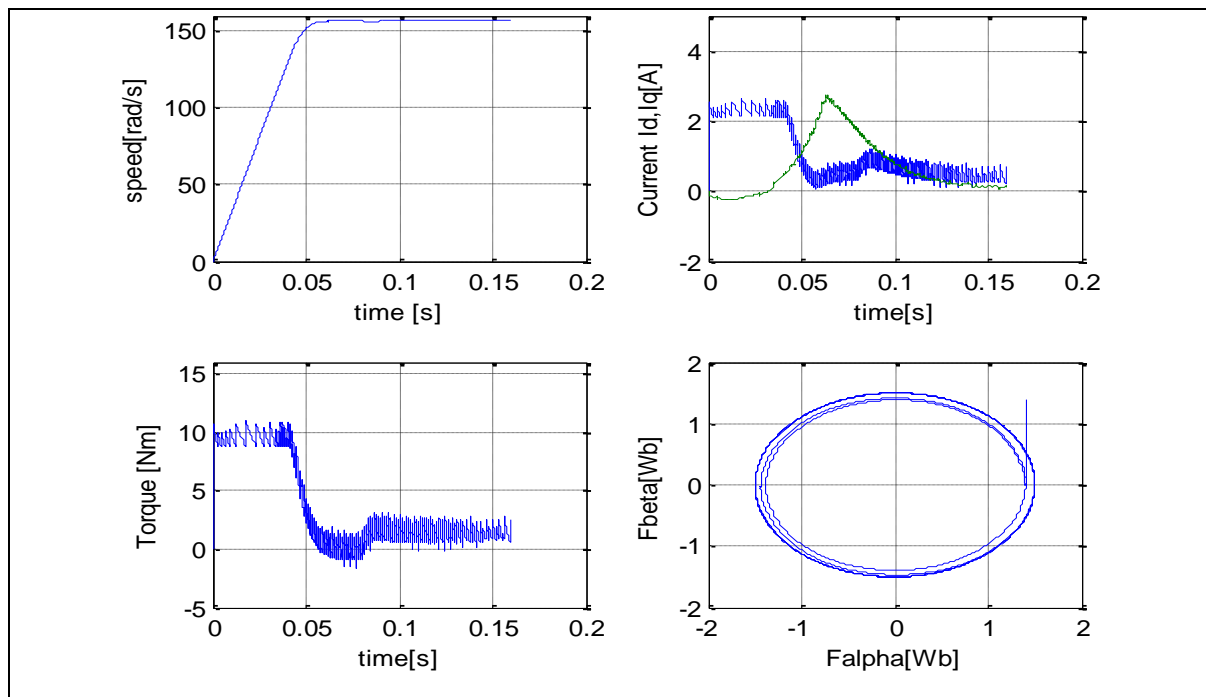 speed[rad/s]
150
100
50
0
0 0.05 0.1 0.15 0.2
time [s]
Current Id,Iq[A]
4
2
0
-2
0 0.05 0.1 0.15 0.2
time[s]
Torque [Nm]
15
10
5
0
-5
0 0.05 0.1 0.15 0.2
time[s]
Fbeta[Wb]
2
1
0
-1
-2
-2 -1 0 1 2
Falpha[Wb]